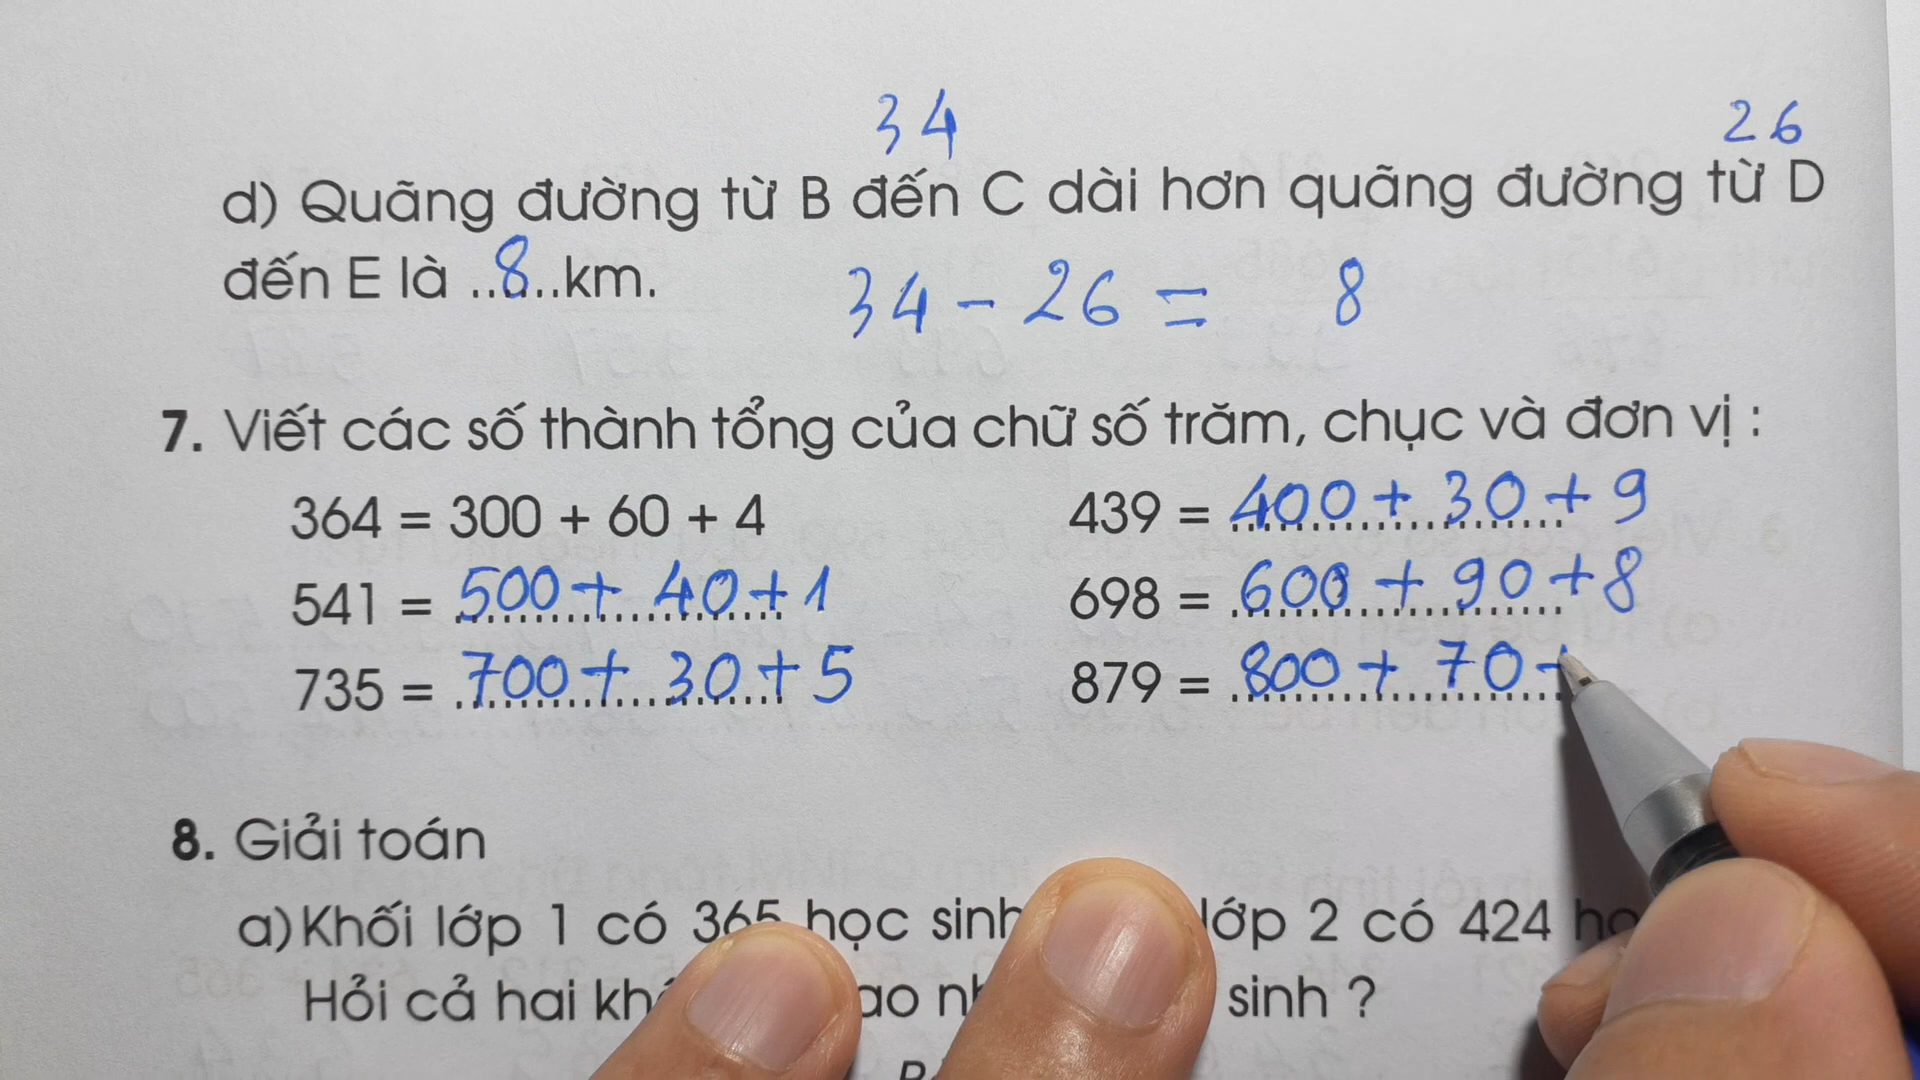 34 26
d) Quãng đường từ B đến C dài hơn quãng đường từ D
đến E là ..8..km. 34 - 26 = 8
7. Viết các số thành tổng của chữ số trăm, chục và đơn vị :
364 = 300 + 60 + 4 439 = 400 + 30 + 9
541 = 500 + 40 + 1 698 = 600 + 90 + 8
735 = 700 + 30 + 5 879 = 800 + 70 +
8. Giải toán
a) Khối lớp 1 có 365 học sinh lớp 2 có 424
Hỏi cả hai sinh ?